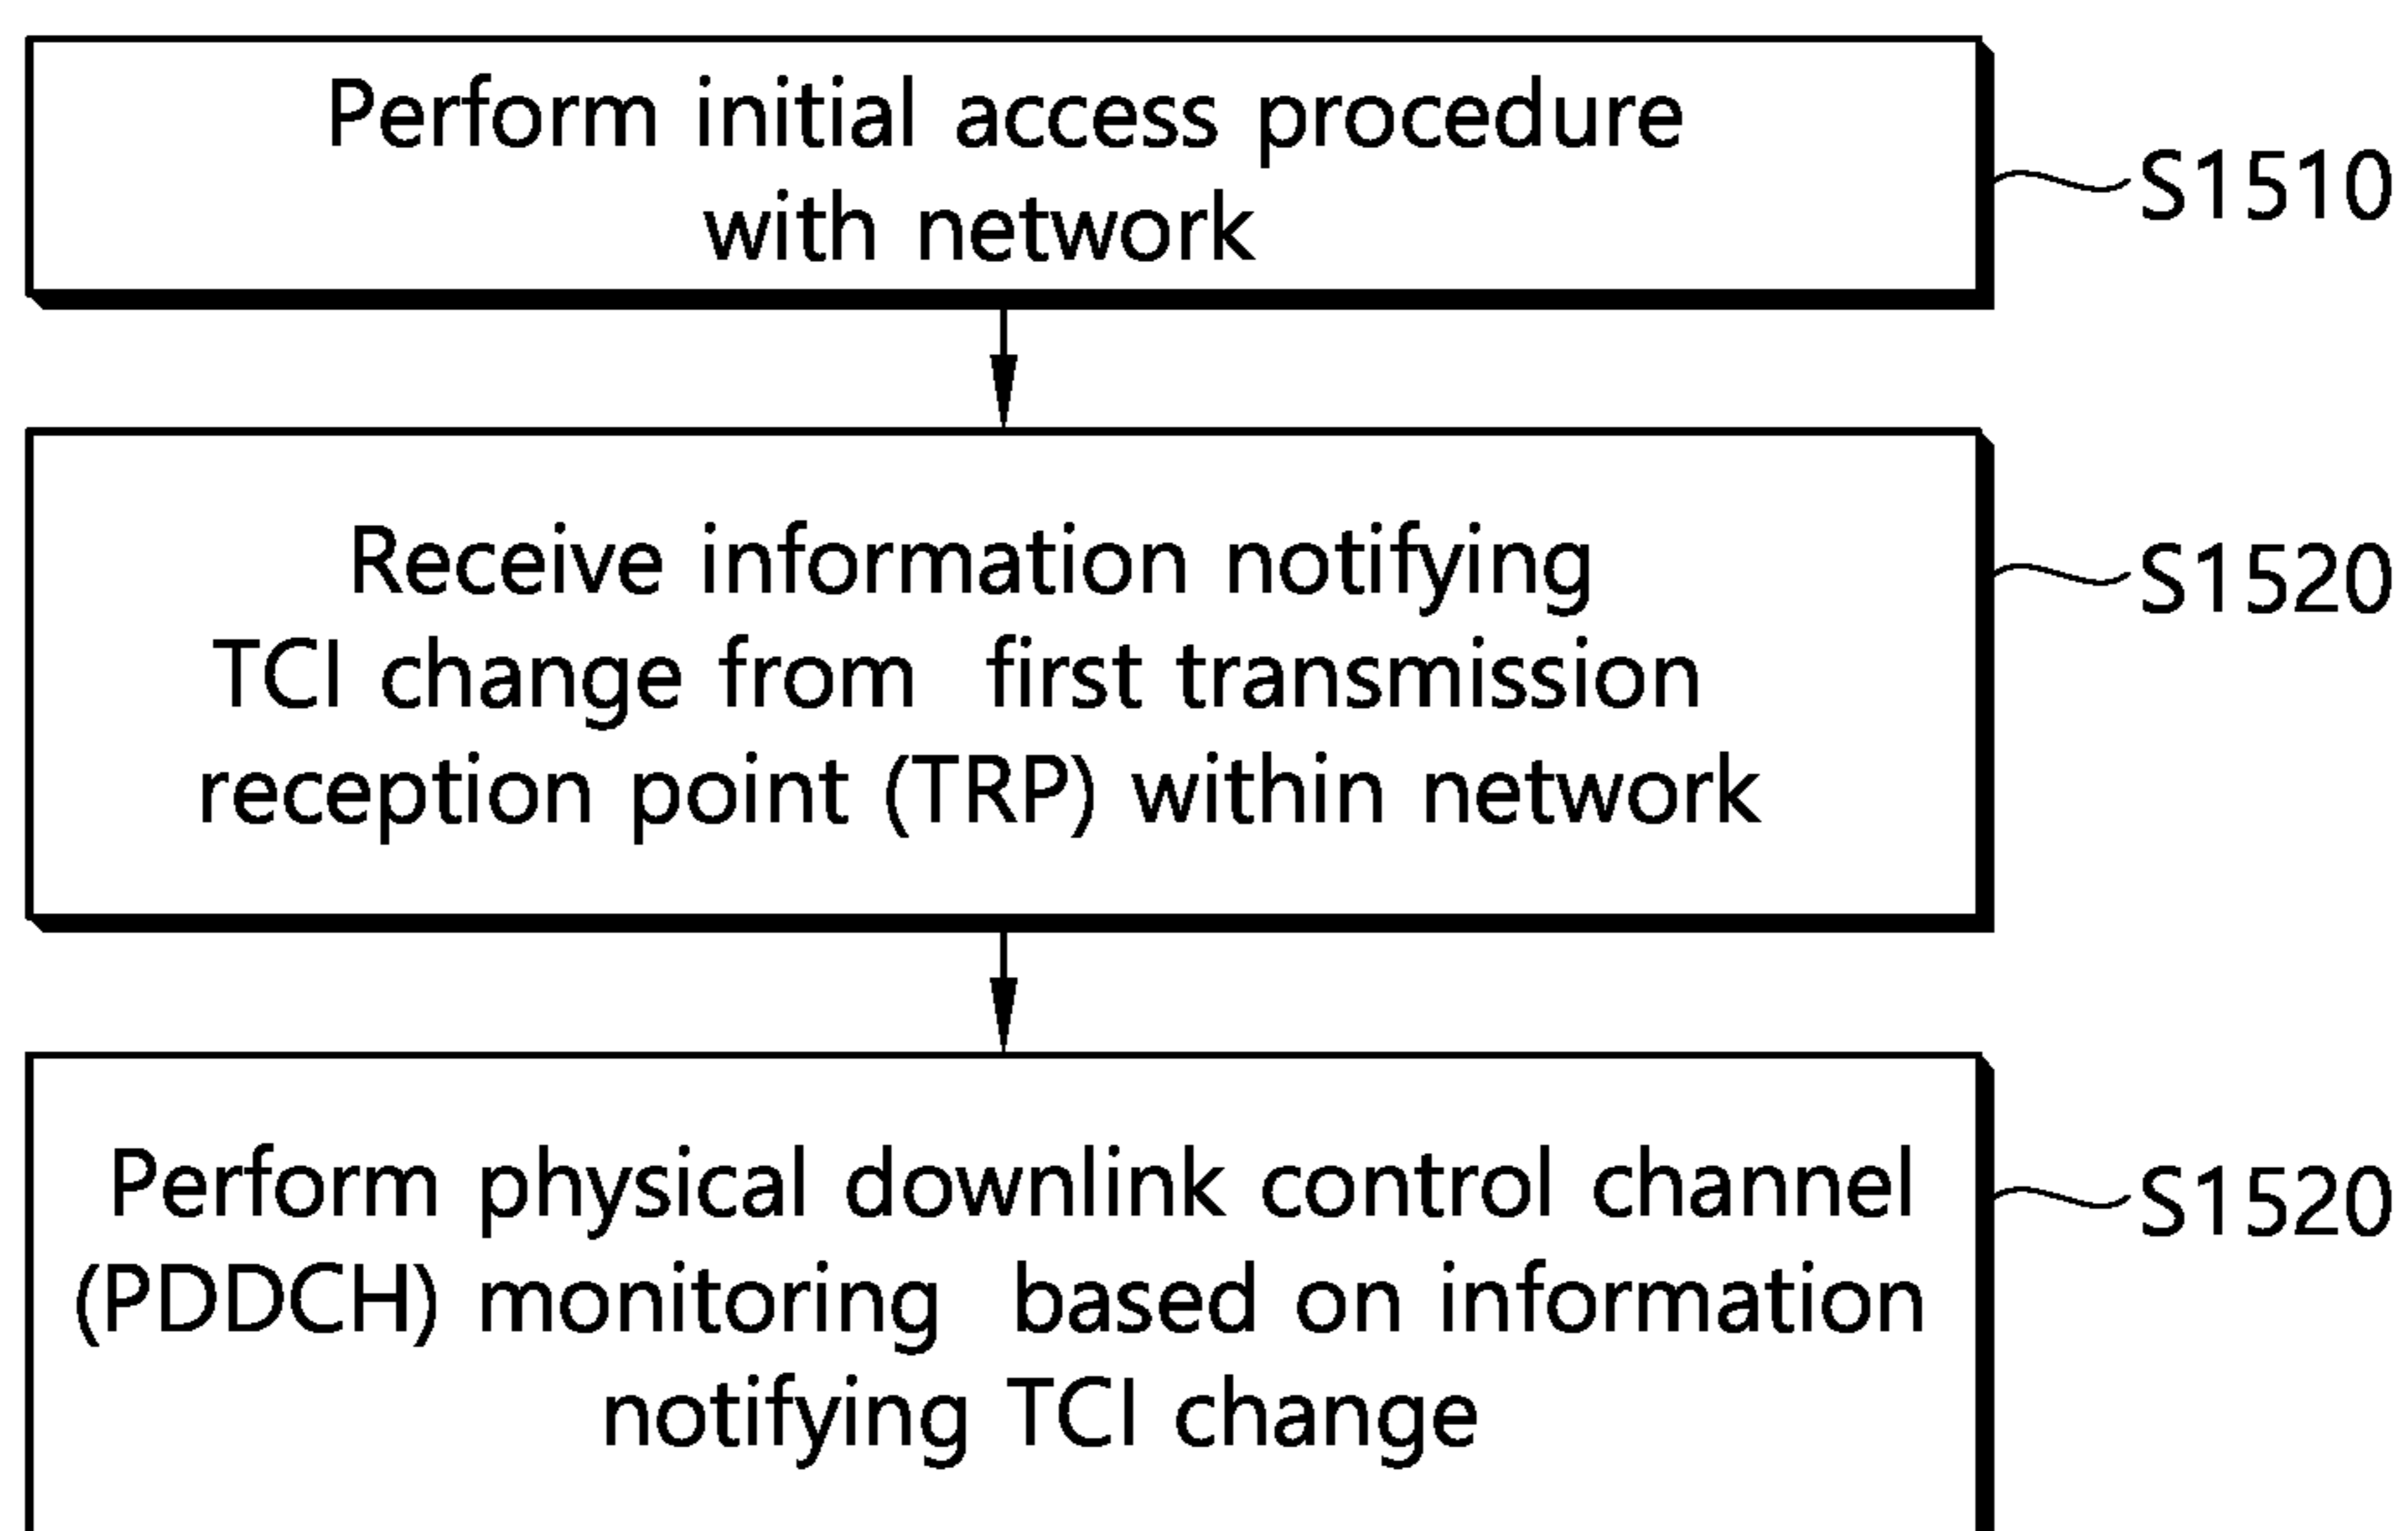 Perform initial access procedure
with network
S1510
Receive information notifying
TCI change from first transmission
reception point (TRP) within network
S1520
Perform physical downlink control channel
(PDDCH) monitoring based on information
notifying TCI change
S1520